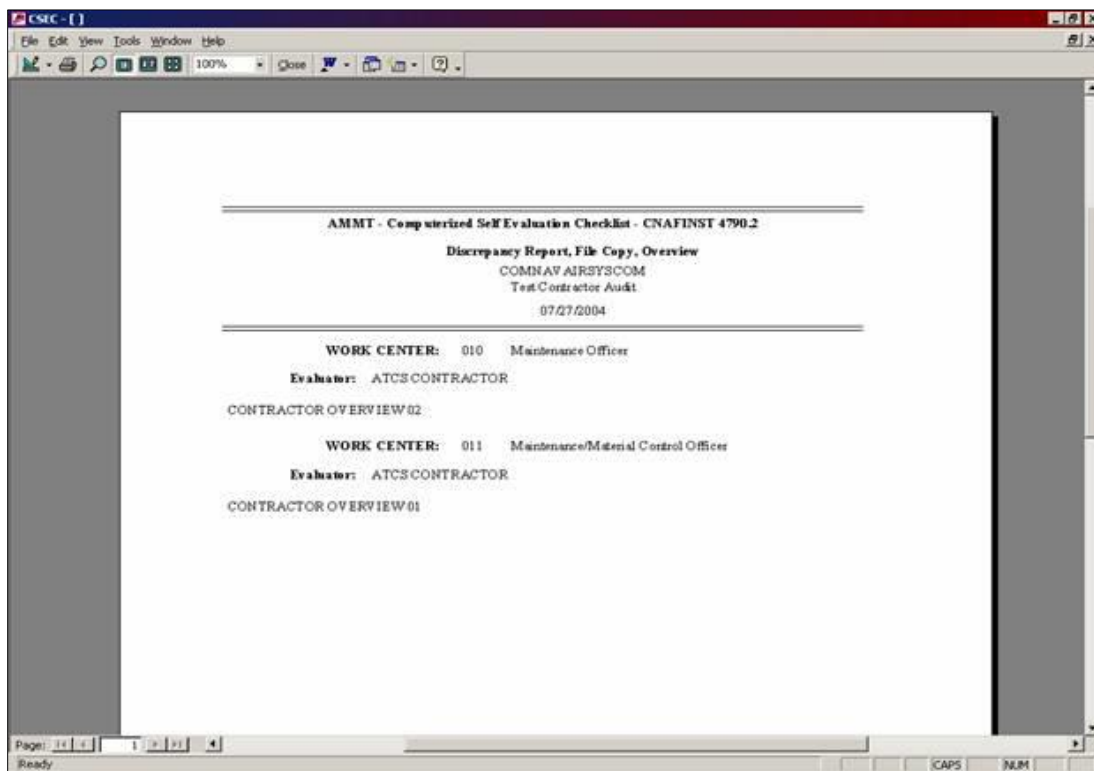 CSEC - [ ]
File Edit View Tools Window Help
100% Close
AMMT - Computerized Self Evaluation Checklist - CNAFINST 4790.2
Discrepancy Report, File Copy, Overview
COMNAVAIRSYSCOM
Test Contractor Audit
07/27/2004
WORK CENTER: 010 Maintenance Officer
Evaluator: ATCS CONTRACTOR
CONTRACTOR OVERVIEW 02
WORK CENTER: 011 Maintenance/Material Control Officer
Evaluator: ATCS CONTRACTOR
CONTRACTOR OVERVIEW 01
Page: 1
Ready CAPS NUM